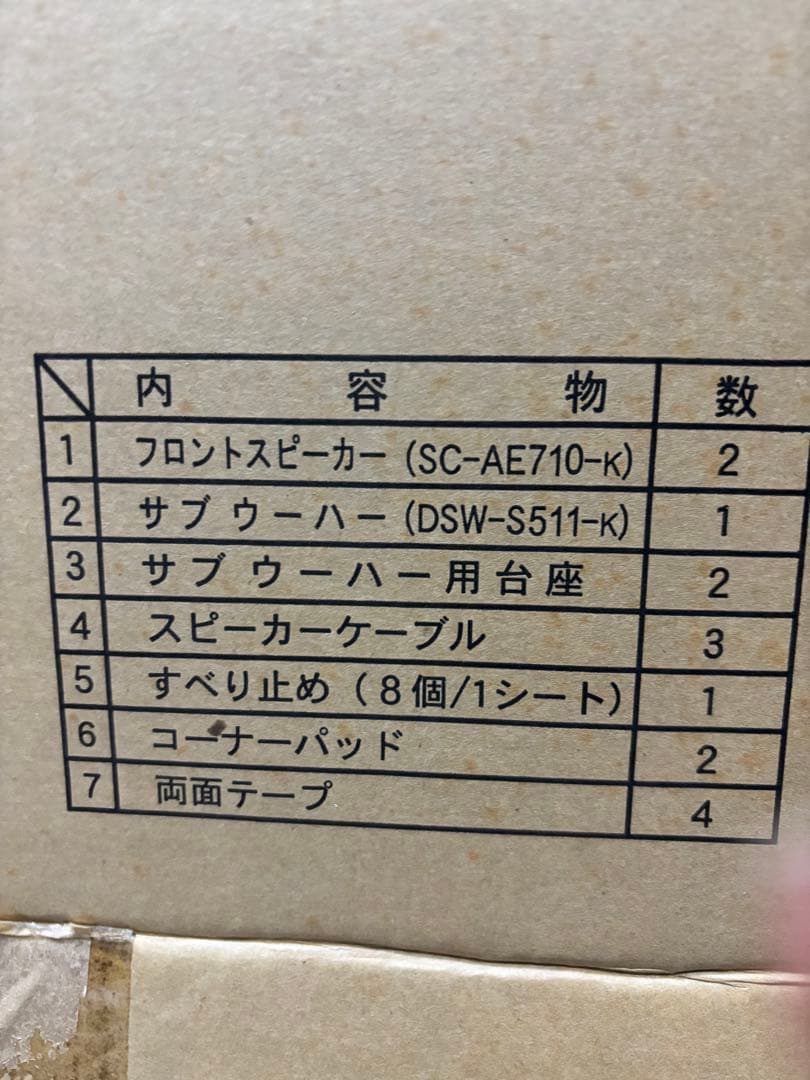 内容物 数
1 フロントスピーカー(SC-AE710-K) 2
2 サブウーハー(DSW-S511-K) 1
3 サブウーハー用台座 2
4 スピーカーケーブル 3
5 すべり止め(8個/1シート) 1
6 コーナーパッド 2
7 両面テープ 4